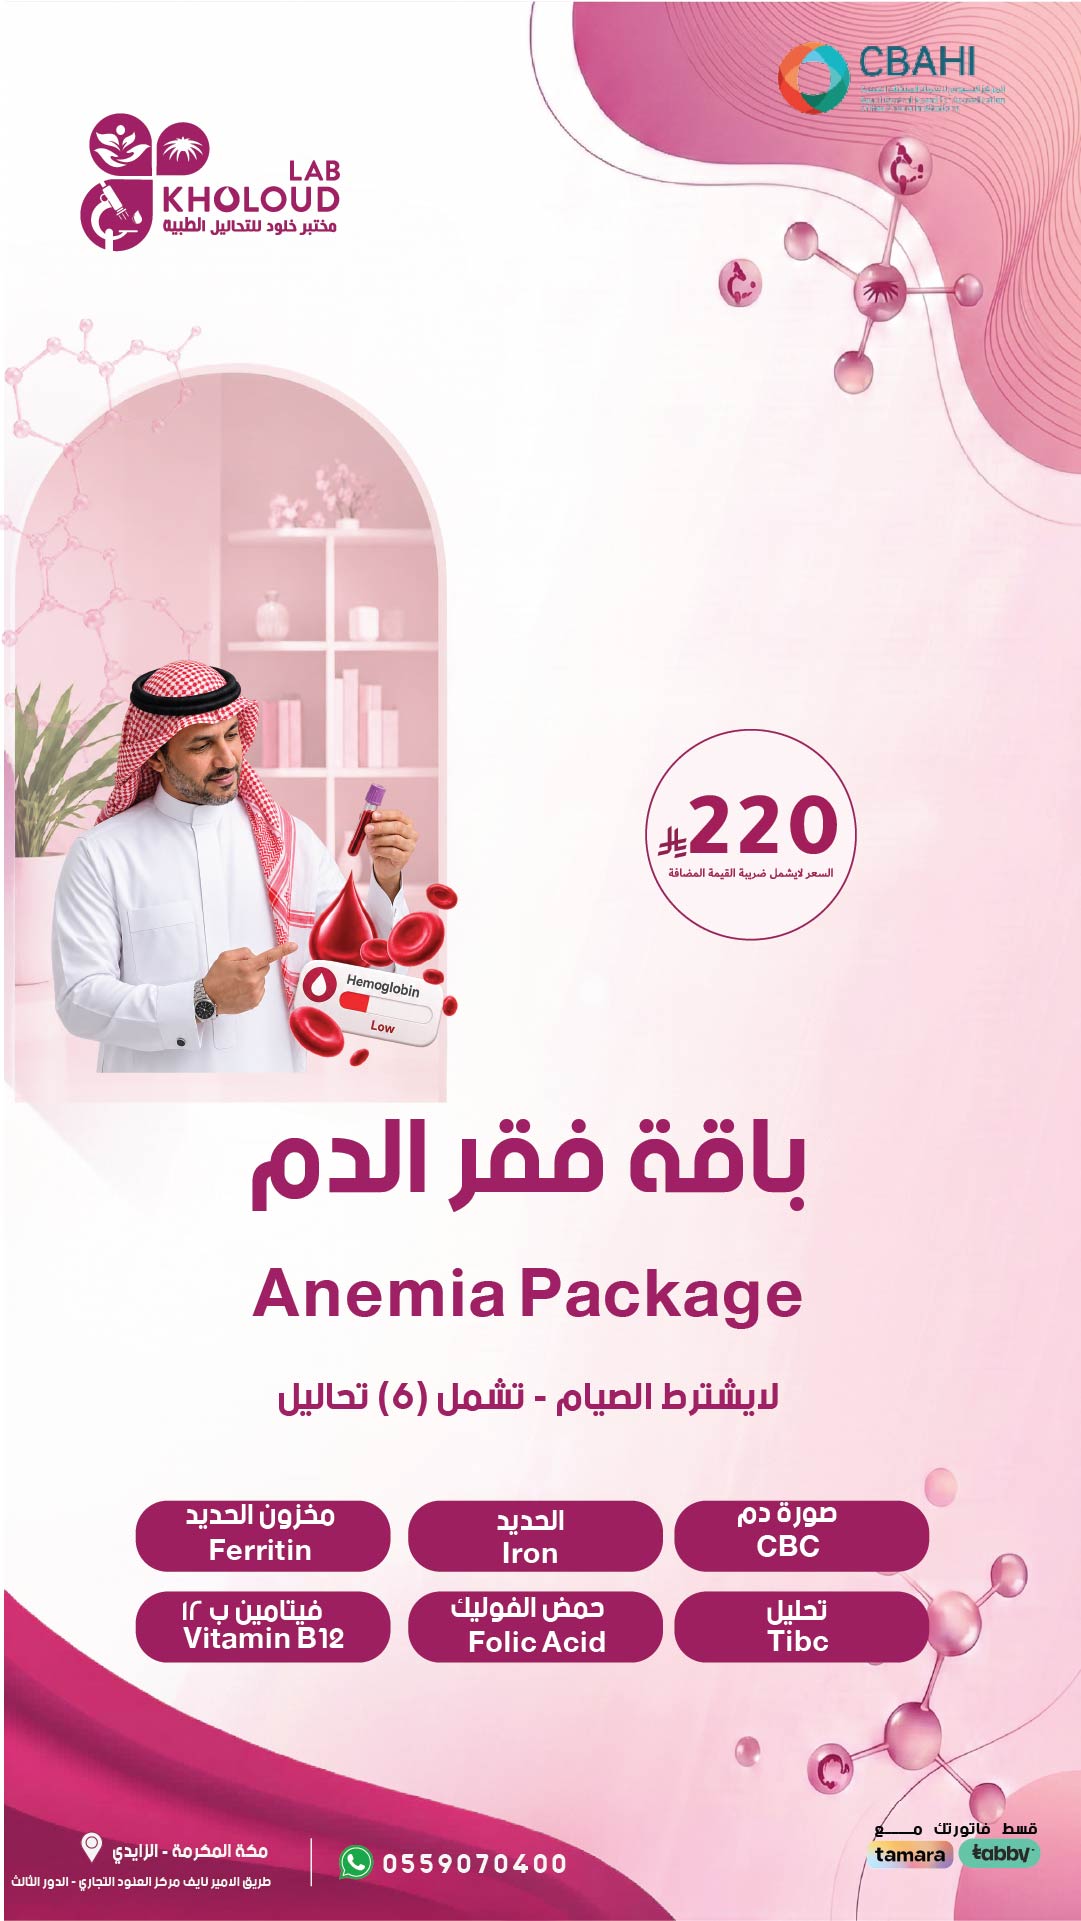 CBAHI
LAB
KHOLOUD
مختبر خلود للتحاليل الطبية
220
السعر لايشمل ضريبة القيمة المضافة
Hemoglobin
Low
باقة فقر الدم
Anemia Package
لايشترط الصيام - تشمل (6) تحاليل
صورة دم
CBC
الحديد
Iron
مخزون الحديد
Ferritin
تحليل
Tibc
حمض الفوليك
Folic Acid
فيتامين ب ١٢
Vitamin B12
قسط فاتورتك مـــع
tamara tabby
0559070400
مكة المكرمة - الزايدي
طريق الامير نايف مركز العنود التجاري - الدور الثالث